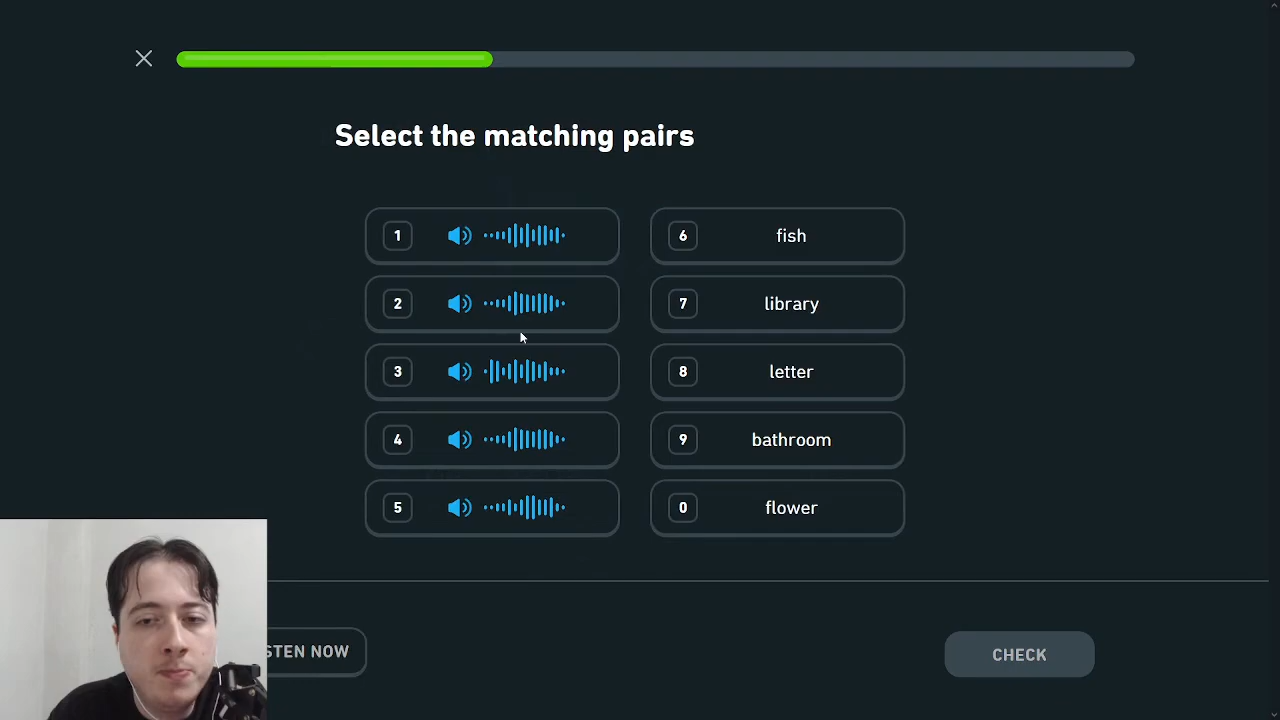 Select the matching pairs
1
6 fish
2
7 library
3
8 letter
4
9 bathroom
5
0 flower
STEN NOW
CHECK